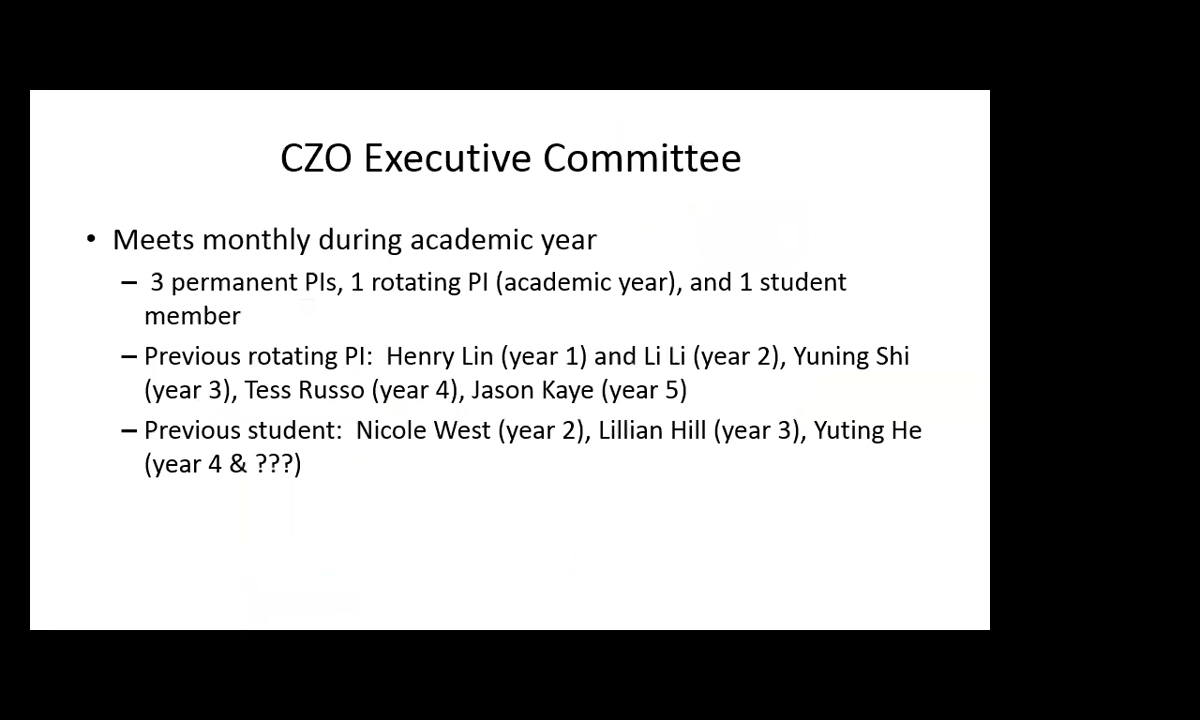 CZO Executive Committee
• Meets monthly during academic year
– 3 permanent PIs, 1 rotating PI (academic year), and 1 student
member
– Previous rotating PI:  Henry Lin (year 1) and Li Li (year 2), Yuning Shi
(year 3), Tess Russo (year 4), Jason Kaye (year 5)
– Previous student:  Nicole West (year 2), Lillian Hill (year 3), Yuting He
(year 4 & ???)